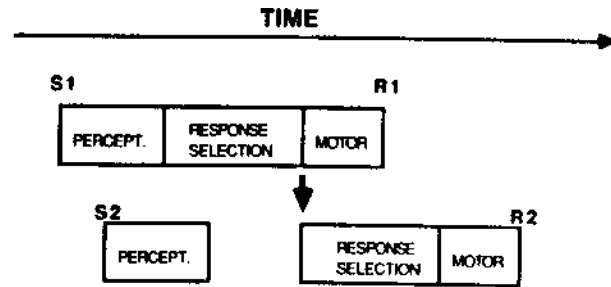 TIME
S1
R1
PERCEPT.
RESPONSE
SELECTION
MOTOR
S2
R2
PERCEPT.
RESPONSE
SELECTION
MOTOR